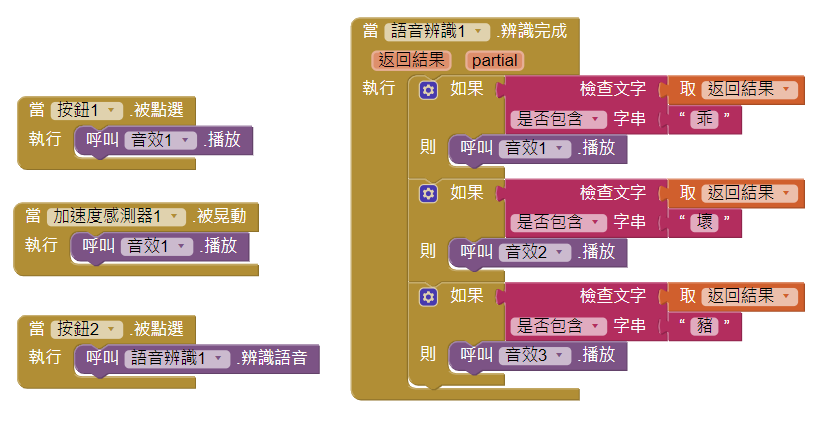 當 按鈕1 .被點選
執行 呼叫 音效1 .播放
當 加速度感測器1 .被晃動
執行 呼叫 音效1 .播放
當 按鈕2 .被點選
執行 呼叫 語音辨識1 .辨識語音
當 語音辨識1 .辨識完成
返回結果 partial
執行 如果 檢查文字 取 返回結果
是否包含 字串 “ 乖 ”
則 呼叫 音效1 .播放
如果 檢查文字 取 返回結果
是否包含 字串 “ 壞 ”
則 呼叫 音效2 .播放
如果 檢查文字 取 返回結果
是否包含 字串 “ 豬 ”
則 呼叫 音效3 .播放